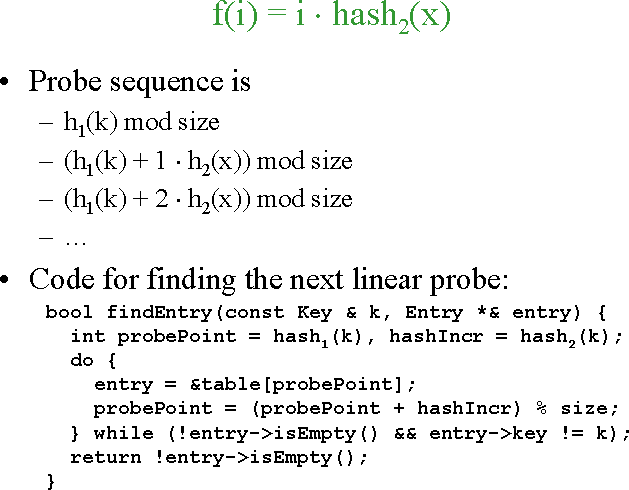 f(i) = i · hash₂(x)
• Probe sequence is
– h₁(k) mod size
– (h₁(k) + 1 · h₂(x)) mod size
– (h₁(k) + 2 · h₂(x)) mod size
– …
• Code for finding the next linear probe:
bool findEntry(const Key & k, Entry *& entry) {
  int probePoint = hash₁(k), hashIncr = hash₂(k);
  do {
    entry = &table[probePoint];
    probePoint = (probePoint + hashIncr) % size;
  } while (!entry->isEmpty() && entry->key != k);
  return !entry->isEmpty();
}